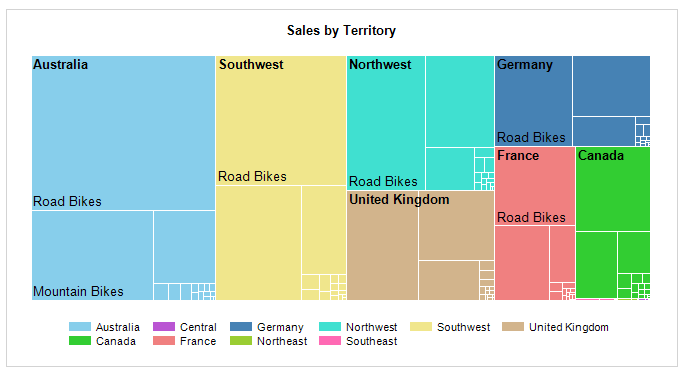 Sales by Territory
Australia
Southwest
Northwest
Germany
Road Bikes
France
Canada
Road Bikes
Road Bikes
United Kingdom
Road Bikes
Road Bikes
Mountain Bikes
Australia Central Germany Northwest Southwest United Kingdom
Canada France Northeast Southeast